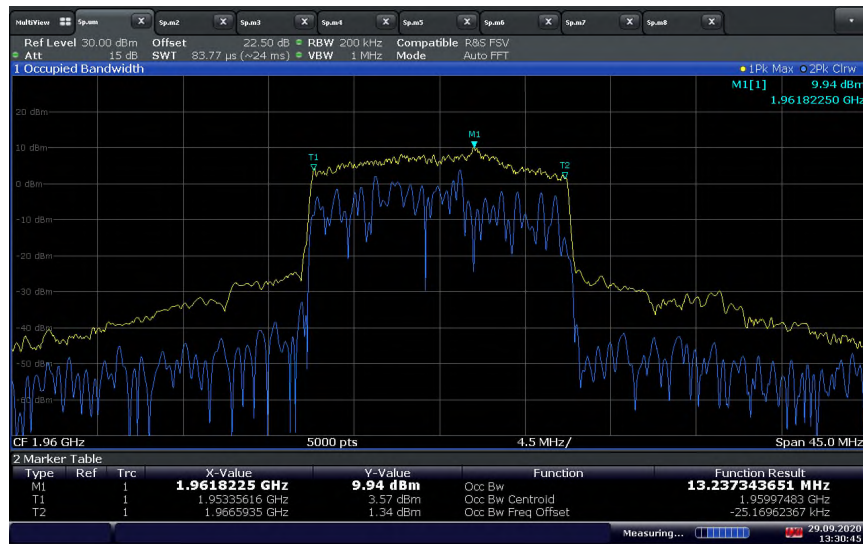 MultiView Sp.um X Sp.m2 X Sp.m3 X Sp.m4 X Sp.m5 X Sp.m6 X Sp.m7 X Sp.m8 X
Ref Level 30.00 dBm Offset 22.50 dB RBW 200 kHz Compatible R&S FSV
Att 15 dB SWT 83.77 µs (~24 ms) VBW 1 MHz Mode Auto FFT
1 Occupied Bandwidth 1Pk Max 2Pk Clrw
M1[1] 9.94 dBm
1.96182250 GHz
20 dBm
M1
10 dBm
T1
T2
0 dBm
-10 dBm
-20 dBm
-30 dBm
-40 dBm
-50 dBm
-60 dBm
CF 1.96 GHz 5000 pts 4.5 MHz/ Span 45.0 MHz
2 Marker Table
Type Ref Trc X-Value Y-Value Function Function Result
M1 1 1.9618225 GHz 9.94 dBm Occ Bw 13.237343651 MHz
T1 1 1.95335616 GHz 3.57 dBm Occ Bw Centroid 1.95997483 GHz
T2 1 1.9665935 GHz 1.34 dBm Occ Bw Freq Offset -25.16962367 kHz
Measuring... 29.09.2020
13:30:45